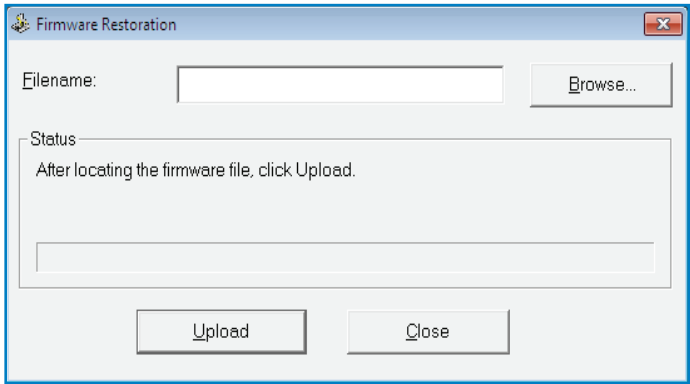 Firmware Restoration
Filename:
Browse...
Status
After locating the firmware file, click Upload.
Upload
Close